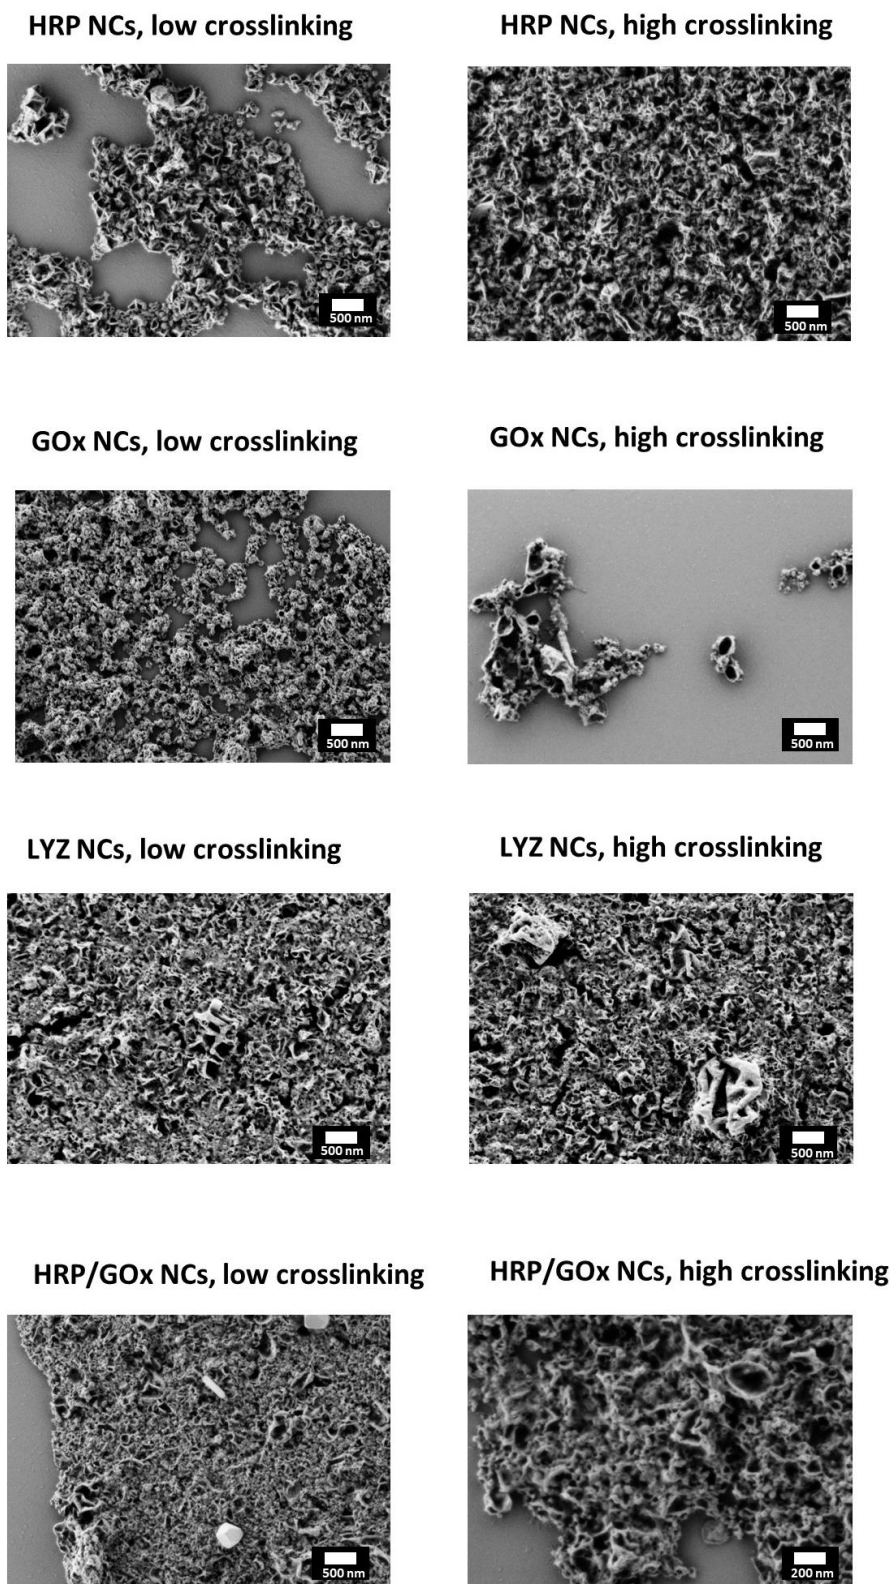 HRP NCs, low crosslinking
HRP NCs, high crosslinking
500 nm
500 nm
GOx NCs, low crosslinking
GOx NCs, high crosslinking
500 nm
500 nm
LYZ NCs, low crosslinking
LYZ NCs, high crosslinking
500 nm
500 nm
HRP/GOx NCs, low crosslinking
HRP/GOx NCs, high crosslinking
500 nm
200 nm